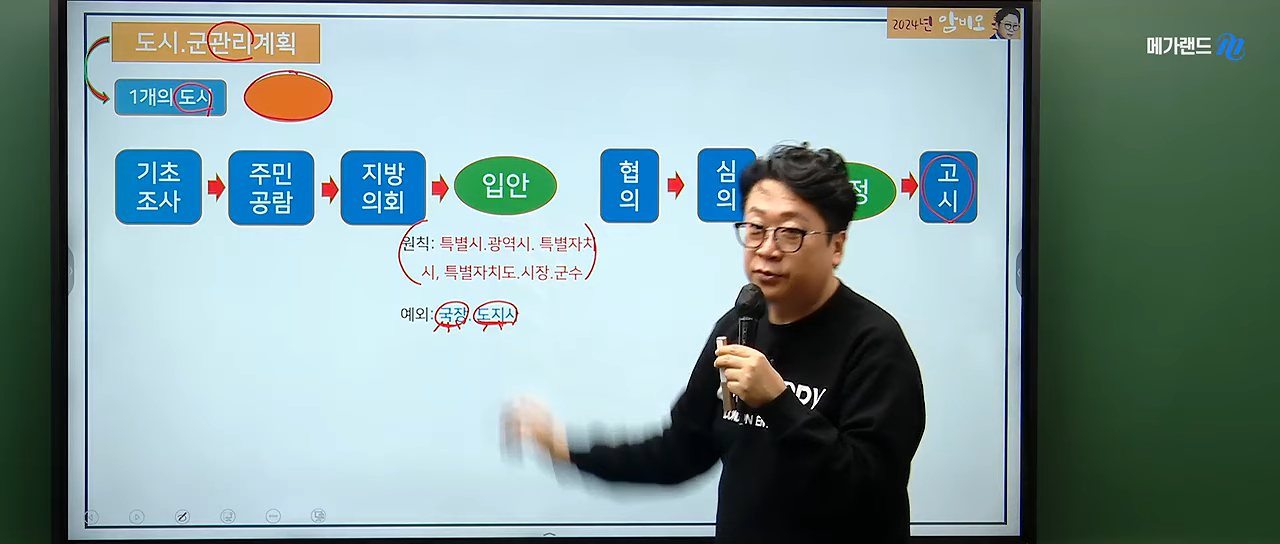 도시.군관리계획
2024년 암비오
메가랜드
1개의 도시
기초
조사
주민
공람
지방
의회
입안
협
의
심
의
정
고
시
원칙: 특별시.광역시. 특별자치
시, 특별자치도.시장.군수
예외: 국장. 도지사